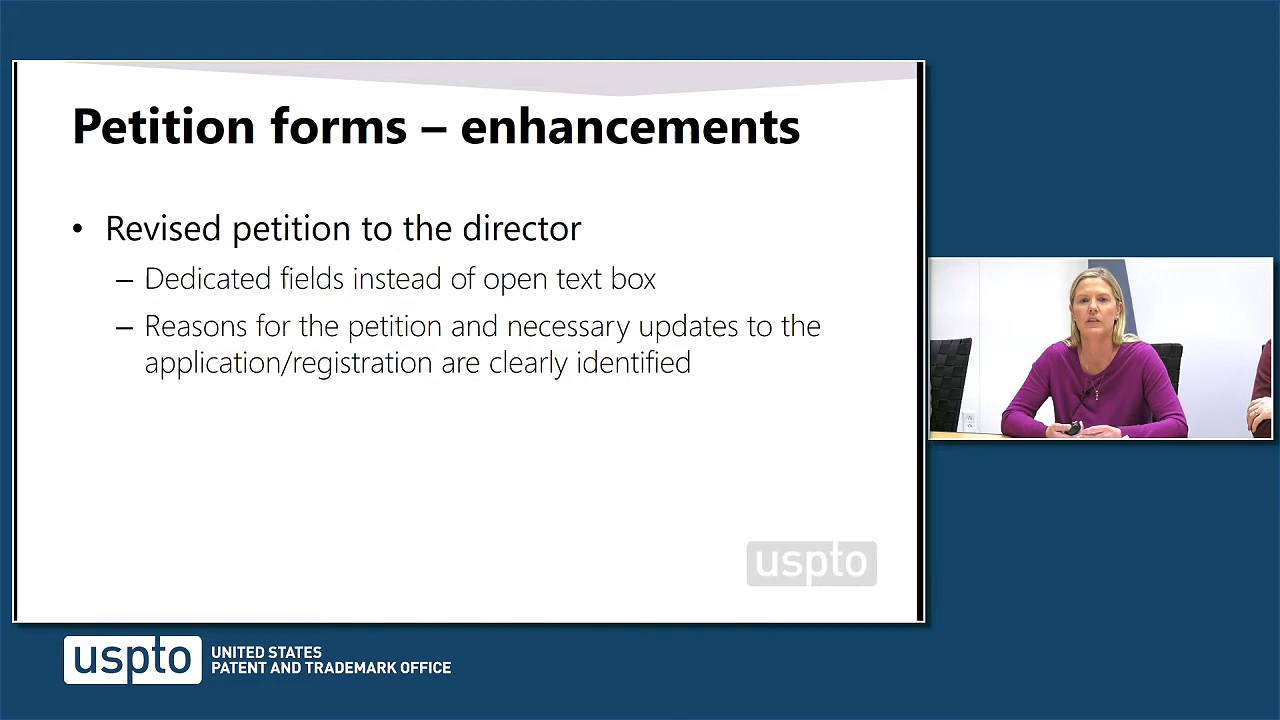 Petition forms – enhancements
• Revised petition to the director
– Dedicated fields instead of open text box
– Reasons for the petition and necessary updates to the
application/registration are clearly identified
uspto
uspto
UNITED STATES
PATENT AND TRADEMARK OFFICE